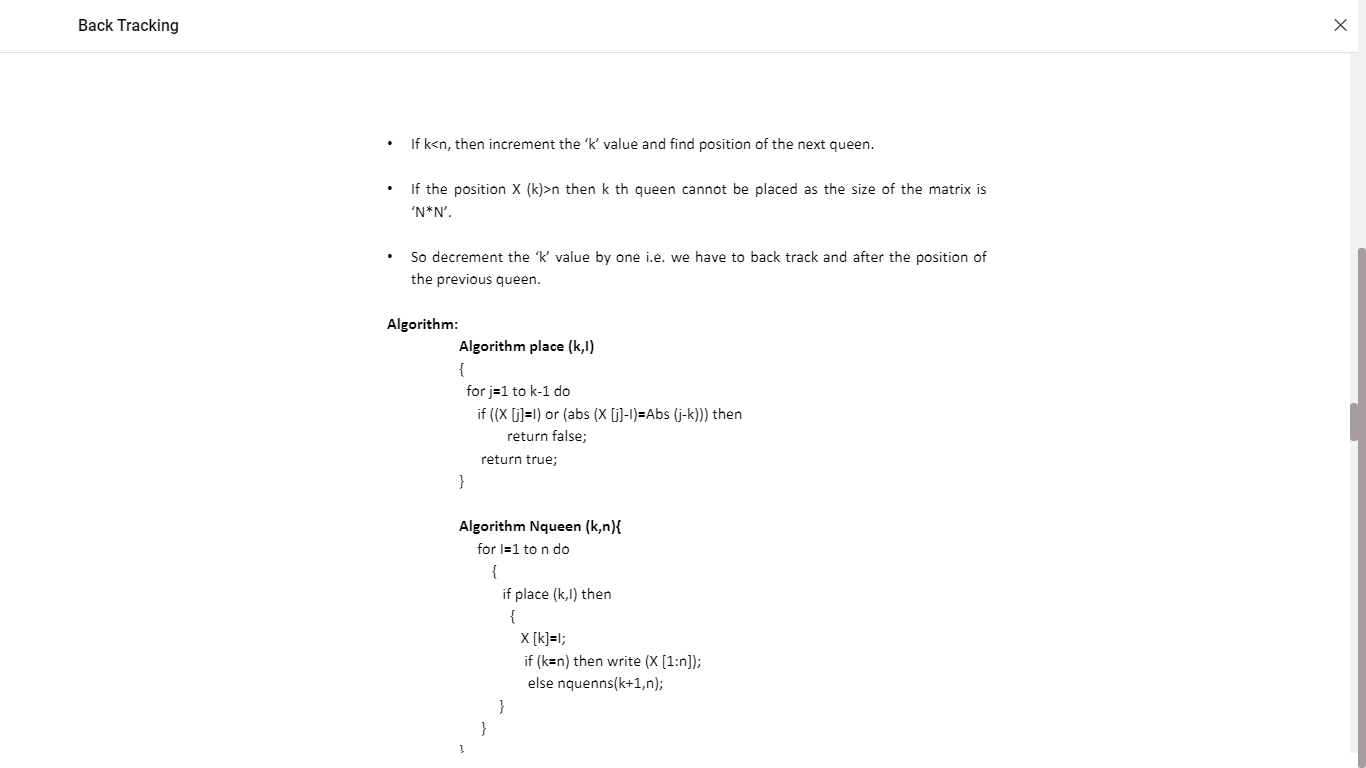 Back Tracking
• If k<n, then increment the ‘k’ value and find position of the next queen.
• If the position X (k)>n then k th queen cannot be placed as the size of the matrix is
‘N*N’.
• So decrement the ‘k’ value by one i.e. we have to back track and after the position of
the previous queen.
Algorithm:
Algorithm place (k,I)
{
for j=1 to k-1 do
if ((X [j]=I) or (abs (X [j]-I)=Abs (j-k))) then
return false;
return true;
}
Algorithm Nqueen (k,n){
for I=1 to n do
{
if place (k,I) then
{
X [k]=I;
if (k=n) then write (X [1:n]);
else nquenns(k+1,n);
}
}
}